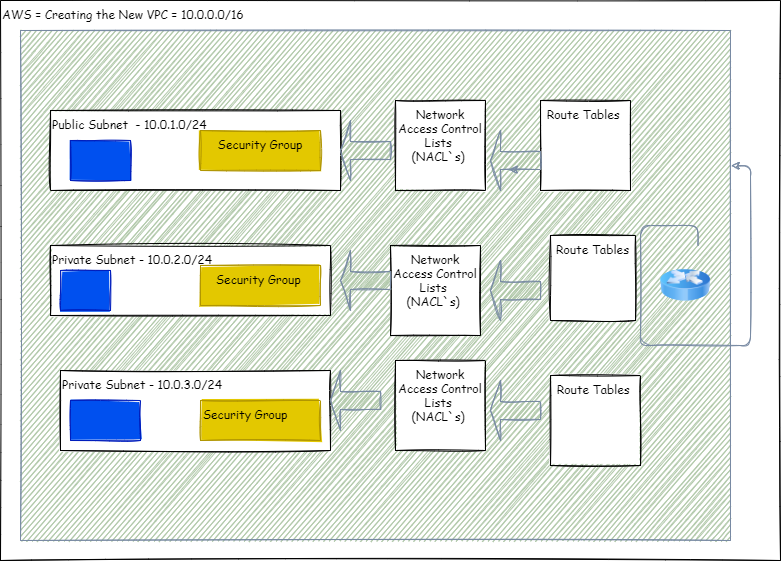 AWS = Creating the New VPC = 10.0.0.0/16
Public Subnet - 10.0.1.0/24
Security Group
Network
Access Control
Lists
(NACL`s)
Route Tables
Private Subnet - 10.0.2.0/24
Security Group
Network
Access Control
Lists
(NACL`s)
Route Tables
Private Subnet - 10.0.3.0/24
Security Group
Network
Access Control
Lists
(NACL`s)
Route Tables